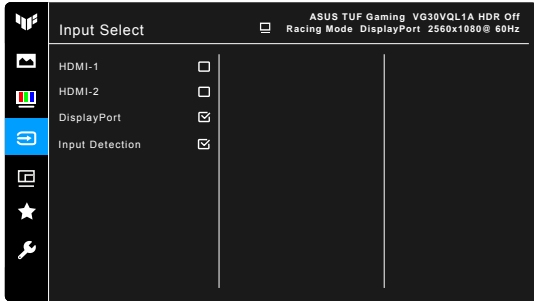 Input Select
ASUS TUF Gaming VG30VQL1A HDR Off
Racing Mode DisplayPort 2560x1080@ 60Hz
HDMI-1
HDMI-2
DisplayPort
Input Detection